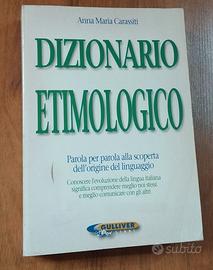 Anna Maria Carassiti
DIZIONARIO
ETIMOLOGICO
Parola per parola alla scoperta
dell'origine del linguaggio
Conoscere l'evoluzione della lingua italiana
significa comprendere meglio noi stessi
e meglio comunicare con gli altri
GULLIVER
subito